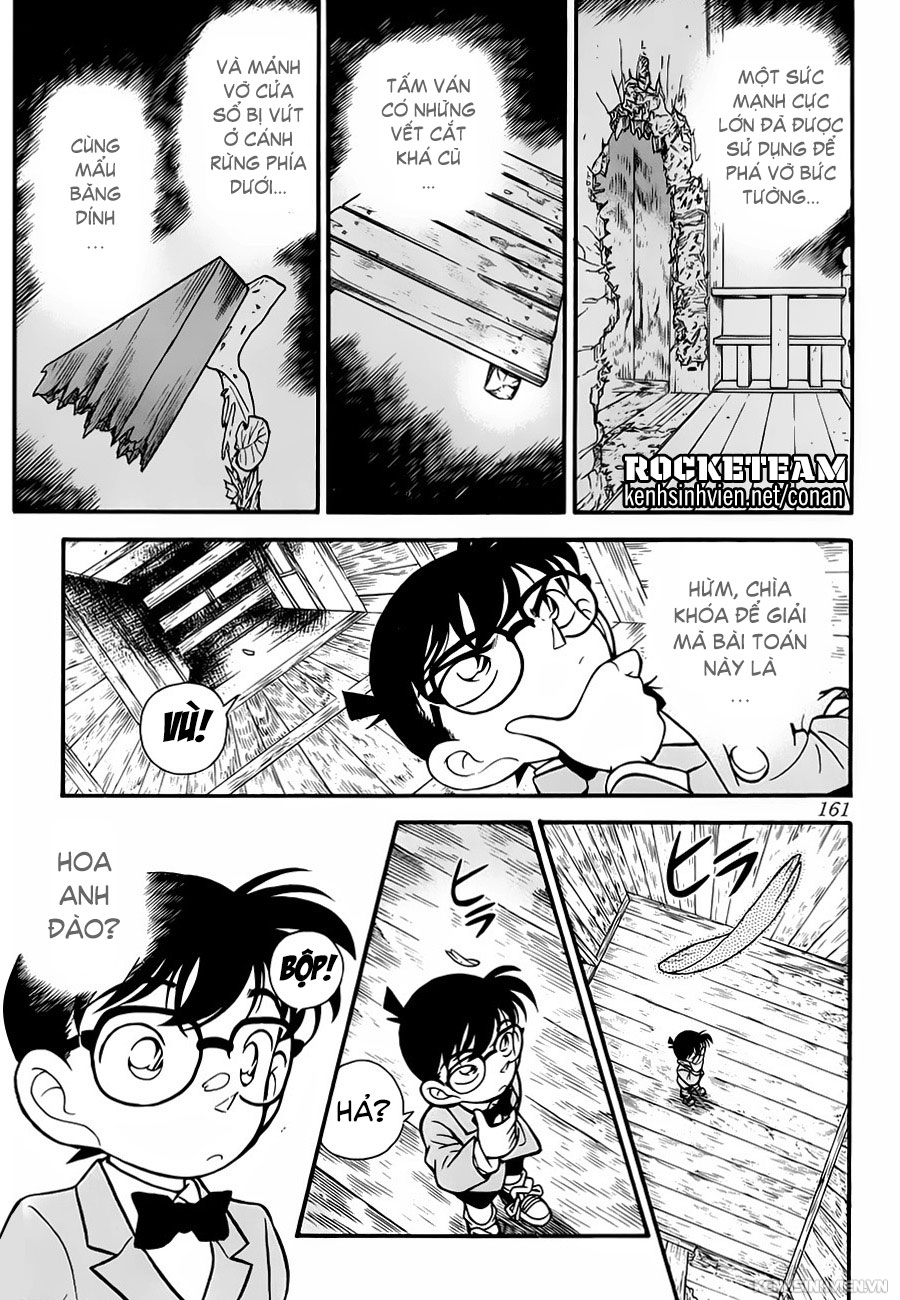 MỘT SỨC
MẠNH CỰC
LỚN ĐÃ ĐƯỢC
SỬ DỤNG ĐỂ
PHÁ VỠ BỨC
TƯỜNG...
TẤM VÁN
CÓ NHỮNG
VẾT CẮT
KHÁ CŨ
...
VÀ MẢNH
VỠ CỬA
SỔ BỊ VỨT
Ở CÁNH
RỪNG PHÍA
DƯỚI...
CÙNG
MẨU
BĂNG
DÍNH
...
ROCKETEAM
kenhsinhvien.net/conan
HỪM, CHÌA
KHÓA ĐỂ GIẢI
MÃ BÀI TOÁN
NÀY LÀ
...
VÙ!
161
ヒラ
ヒラ
HẢ?
HOA
ANH
ĐÀO?
BỘP!
KENHSINHVIEN.VN